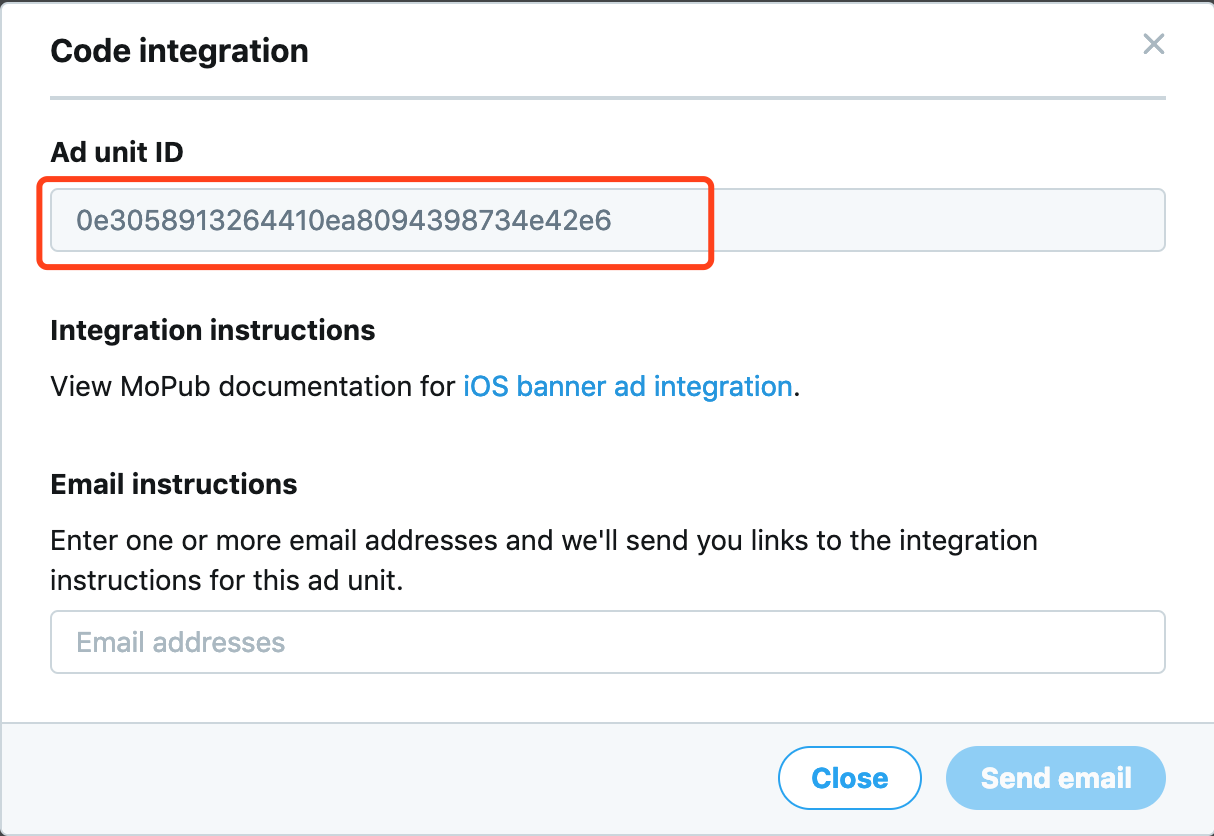 Code integration
Ad unit ID
0e3058913264410ea8094398734e42e6
Integration instructions
View MoPub documentation for iOS banner ad integration.
Email instructions
Enter one or more email addresses and we'll send you links to the integration
instructions for this ad unit.
Email addresses
Close
Send email